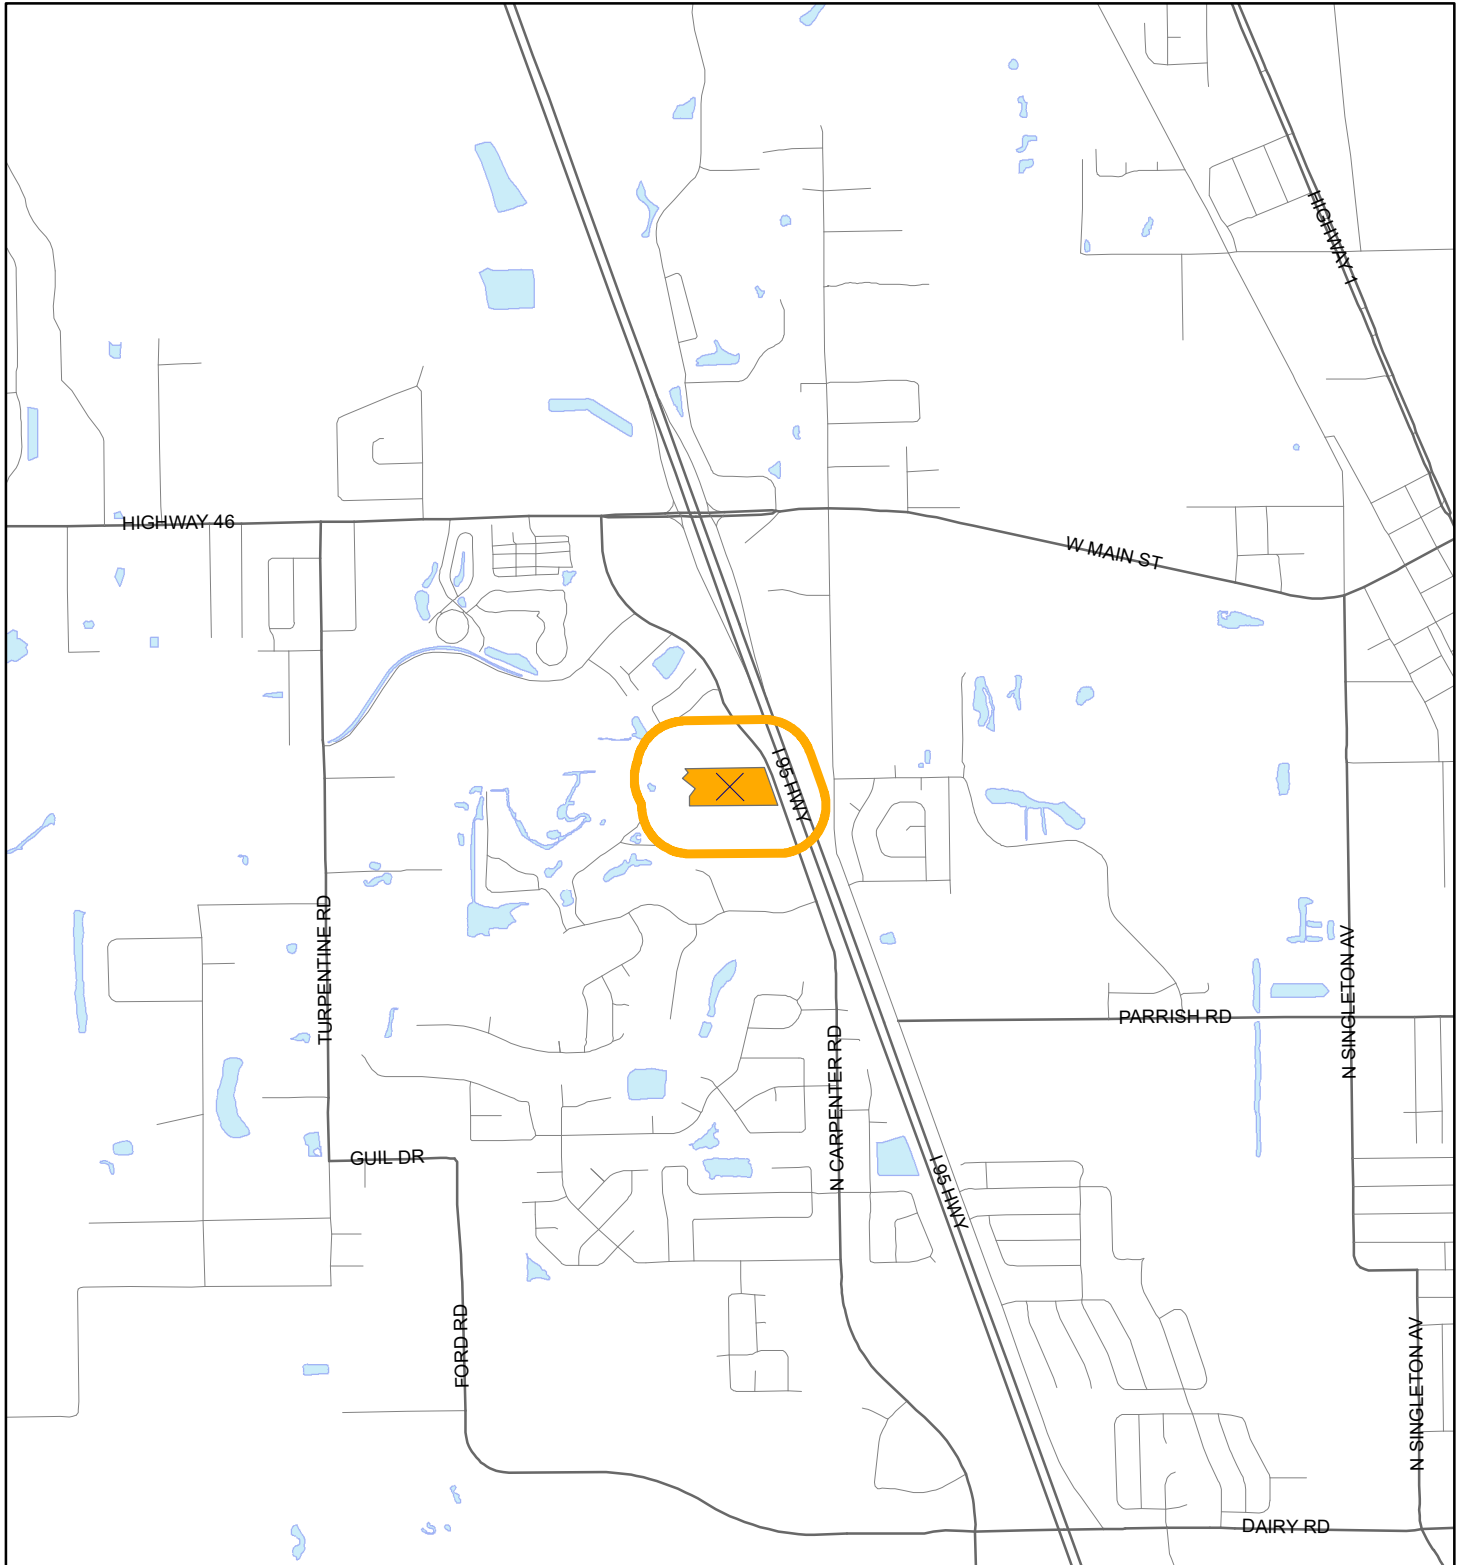 HIGHWAY 1
HIGHWAY 46
W MAIN ST
I 95 HWY
TURPENTINE RD
N SINGLETON AV
PARRISH RD
N CARPENTER RD
GUIL DR
I 95 HWY
FORD RD
N SINGLETON AV
DAIRY RD